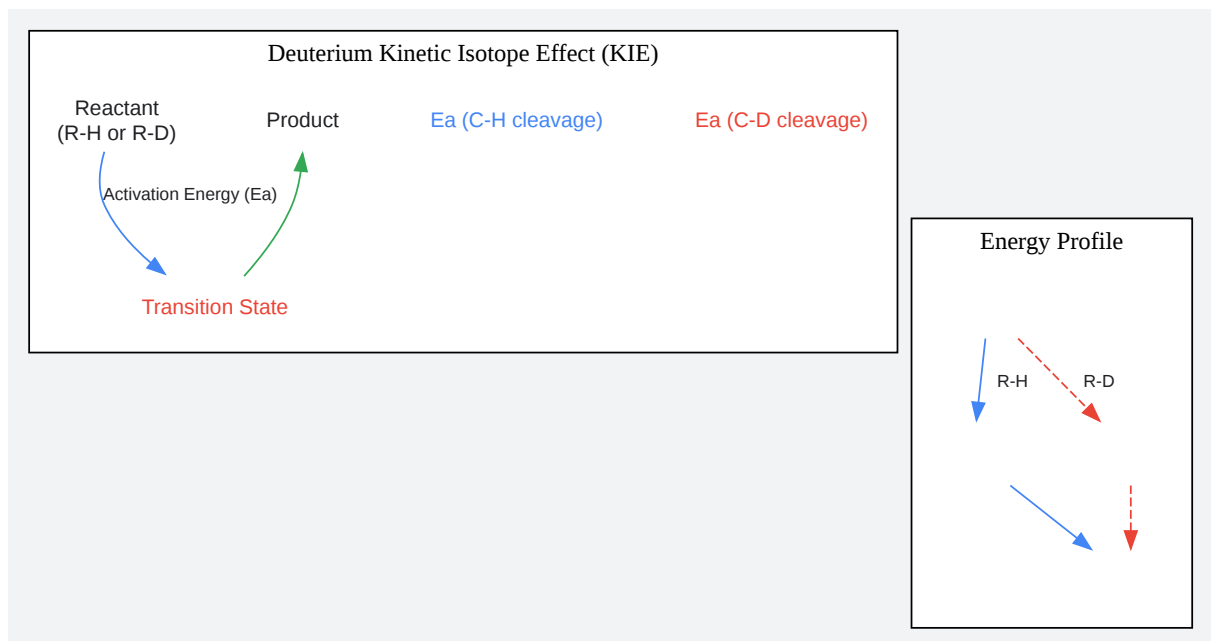 Deuterium Kinetic Isotope Effect (KIE)
Reactant
(R-H or R-D)
Product
Ea (C-H cleavage)
Ea (C-D cleavage)
Activation Energy (Ea)
Transition State
Energy Profile
R-H
R-D